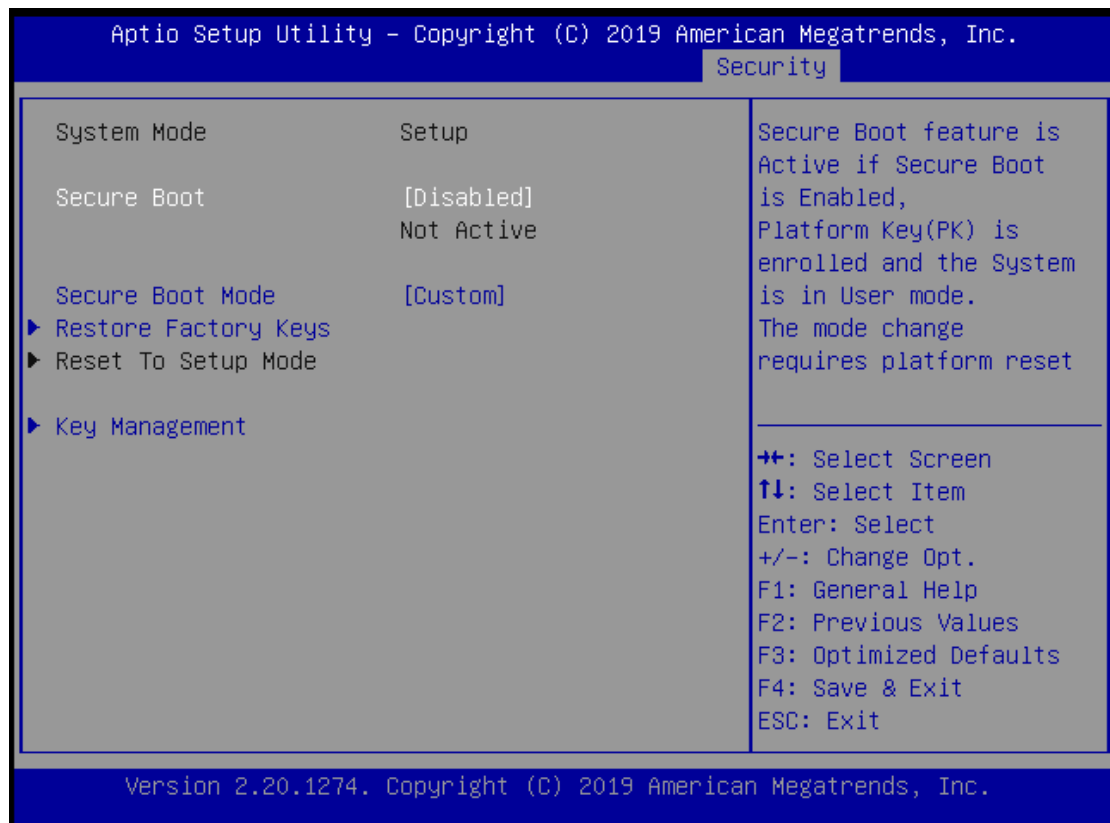 Aptio Setup Utility – Copyright (C) 2019 American Megatrends, Inc.
Security
System Mode Setup
Secure Boot [Disabled]
Not Active
Secure Boot Mode [Custom]
▶ Restore Factory Keys
▶ Reset To Setup Mode
▶ Key Management
Secure Boot feature is
Active if Secure Boot
is Enabled,
Platform Key(PK) is
enrolled and the System
is in User mode.
The mode change
requires platform reset
→←: Select Screen
↑↓: Select Item
Enter: Select
+/-: Change Opt.
F1: General Help
F2: Previous Values
F3: Optimized Defaults
F4: Save & Exit
ESC: Exit
Version 2.20.1274. Copyright (C) 2019 American Megatrends, Inc.